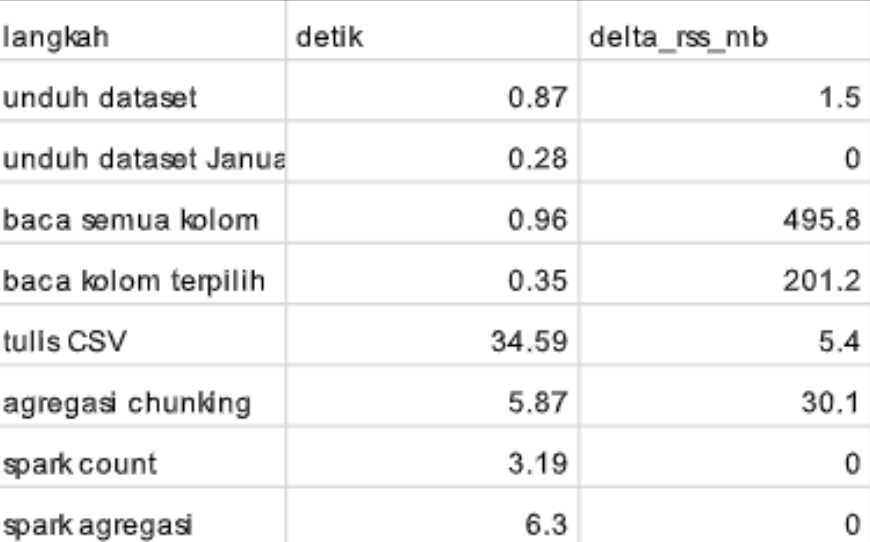 langkah detik delta_rss_mb
unduh dataset 0.87 1.5
unduh dataset Janua 0.28 0
baca semua kolom 0.96 495.8
baca kolom terpilih 0.35 201.2
tulis CSV 34.59 5.4
agregasi chunking 5.87 30.1
spark count 3.19 0
spark agregasi 6.3 0